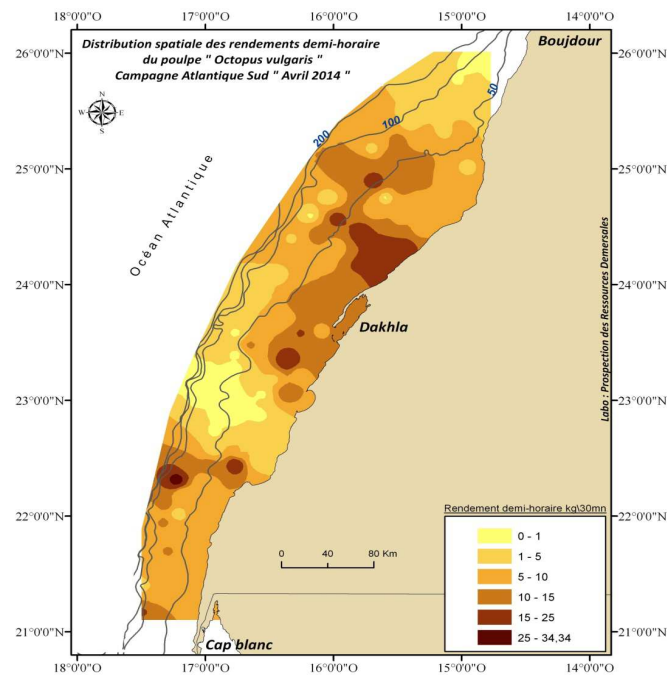 18°0'0"O 17°0'0"O 16°0'0"O 15°0'0"O 14°0'0"O
Distribution spatiale des rendements demi-horaire
du poulpe " Octopus vulgaris "
Campagne Atlantique Sud " Avril 2014 "
Boujdour
26°0'0"N
26°0'0"N
N
W
E
S
50
100
200
25°0'0"N
25°0'0"N
Océan Atlantique
24°0'0"N
24°0'0"N
Dakhla
Labo : Prospection des Ressources Demersales
23°0'0"N
23°0'0"N
22°0'0"N
22°0'0"N
Rendement demi-horaire kg\30mn
0 - 1
1 - 5
5 - 10
10 - 15
15 - 25
25 - 34,34
0 40 80 Km
21°0'0"N
21°0'0"N
Cap blanc
18°0'0"O 17°0'0"O 16°0'0"O 15°0'0"O 14°0'0"O